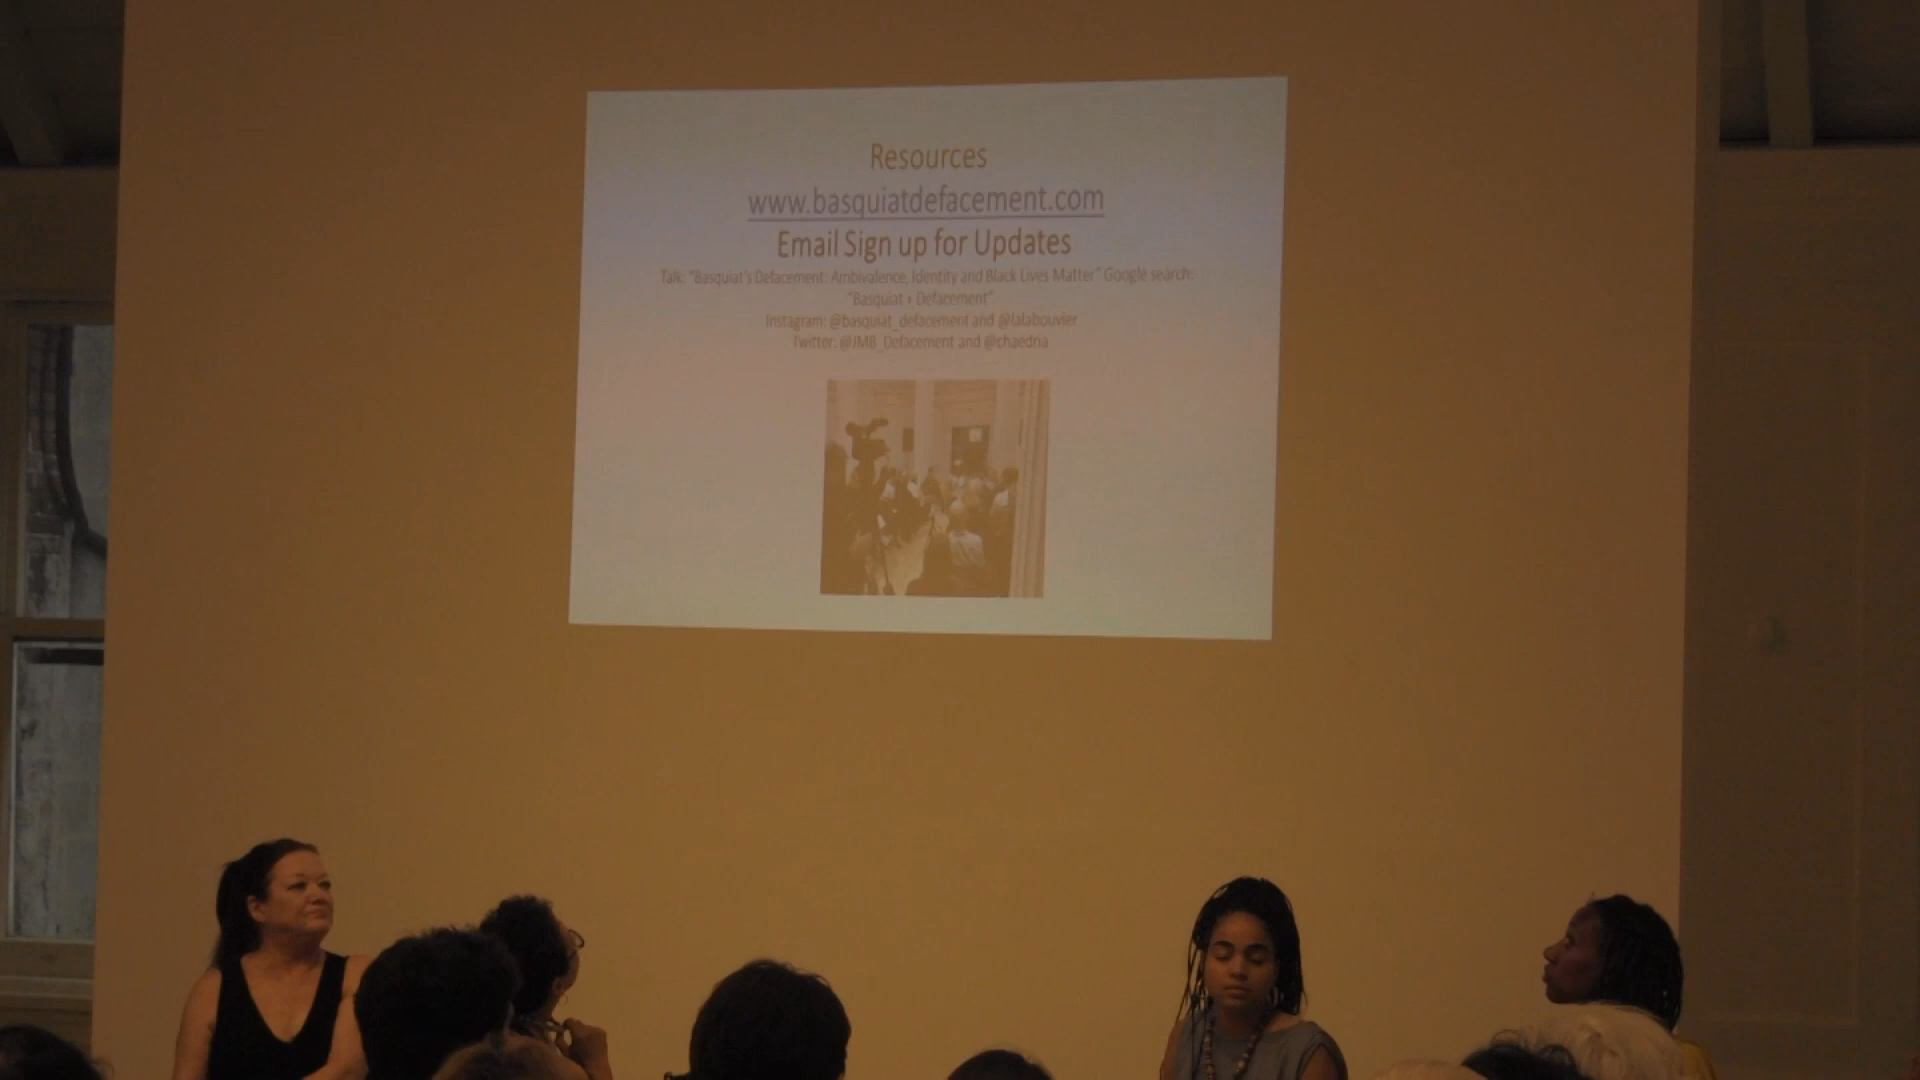 Resources
www.basquiatdefacement.com
Email Sign up for Updates
Talk: "Basquiat's Defacement: Ambivalence, Identity and Black Lives Matter" Google search:
"Basquiat + Defacement"
Instagram: @basquiat_defacement and @lalabouvier
Twitter: @JMB_Defacement and @chaedria